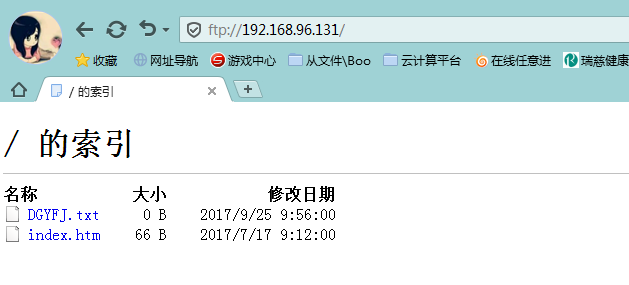 ftp://192.168.96.131/
收藏 网址导航 游戏中心 从文件\Boo 云计算平台 在线任意进 瑞慈健康
/ 的索引
/ 的索引
名称 大小 修改日期
DGYFJ.txt 0 B 2017/9/25 9:56:00
index.htm 66 B 2017/7/17 9:12:00